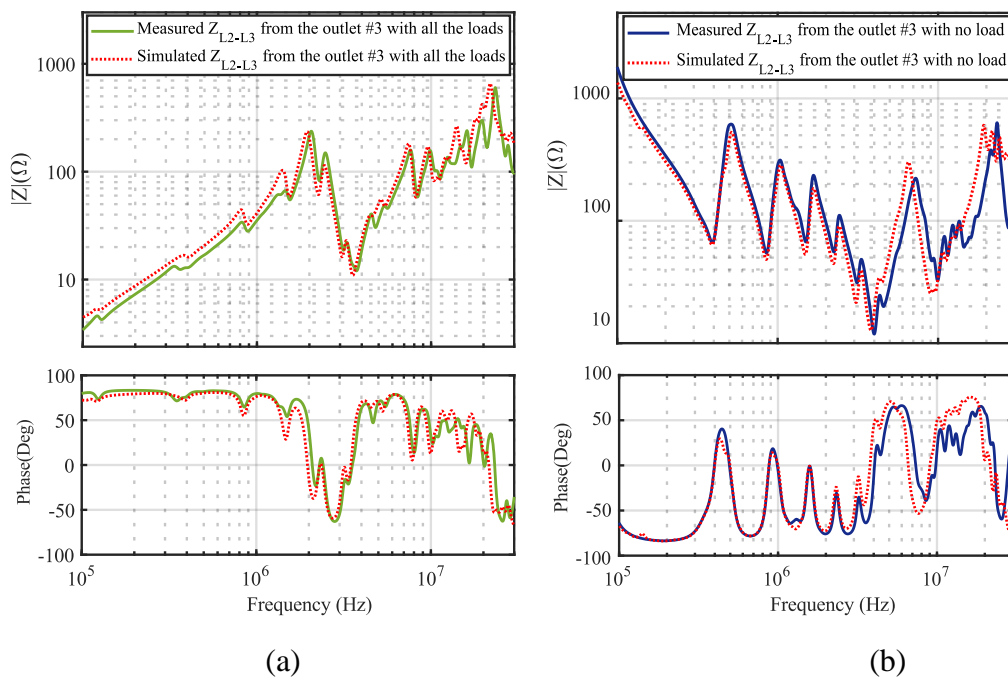 Measured Z_L2-L3 from the outlet #3 with all the loads
Simulated Z_L2-L3 from the outlet #3 with all the loads
1000
100
10
|Z|(Ω)
100
50
0
-50
-100
Phase(Deg)
10^5
10^6
10^7
Frequency (Hz)
(a)
Measured Z_L2-L3 from the outlet #3 with no load
Simulated Z_L2-L3 from the outlet #3 with no load
1000
100
10
|Z|(Ω)
100
50
0
-50
-100
Phase(Deg)
10^5
10^6
10^7
Frequency (Hz)
(b)